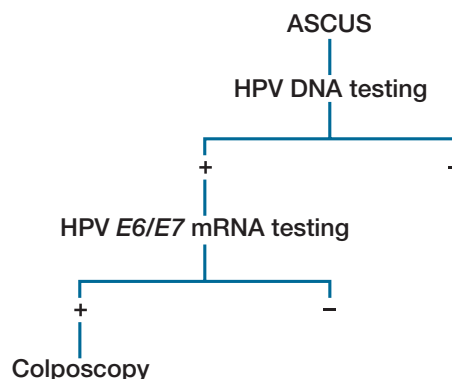 ASCUS
HPV DNA testing
+ −
HPV E6/E7 mRNA testing
+ −
Colposcopy